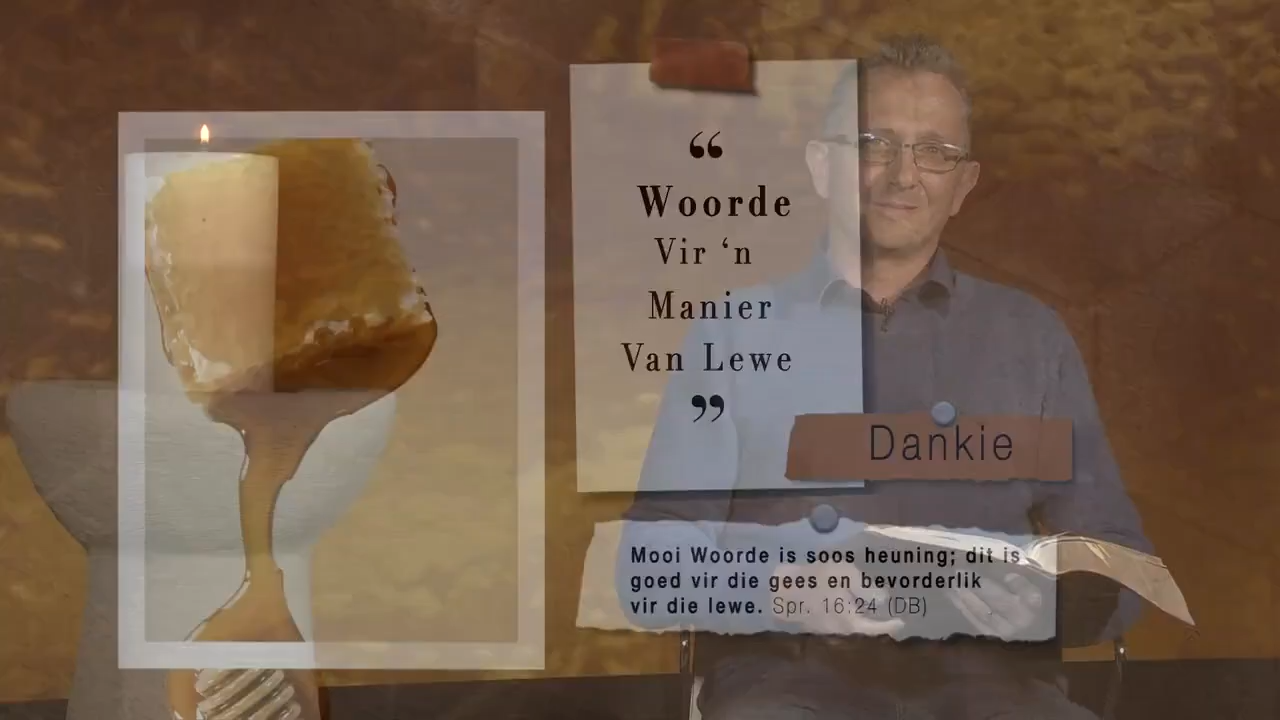 “
Woorde
Vir ‘n
Manier
Van Lewe
”
Dankie
Mooi Woorde is soos heuning; dit is
goed vir die gees en bevorderlik
vir die lewe. Spr. 16:24 (DB)